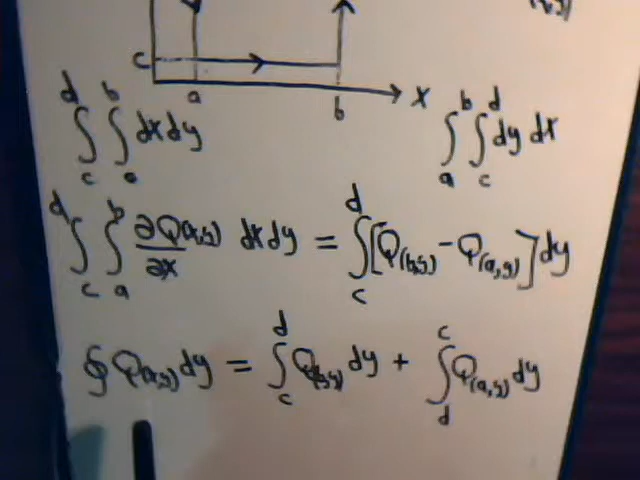 c
a
b
x
∫_c^d ∫_a^b dx dy ∫_a^b ∫_c^d dy dx
∫_c^d ∫_a^b ∂Q(x,y)/∂x dx dy = ∫_c^d [Q(b,y) - Q(a,y)] dy
∮ Q(x,y) dy = ∫_c^d Q(b,y) dy + ∫_d^c Q(a,y) dy